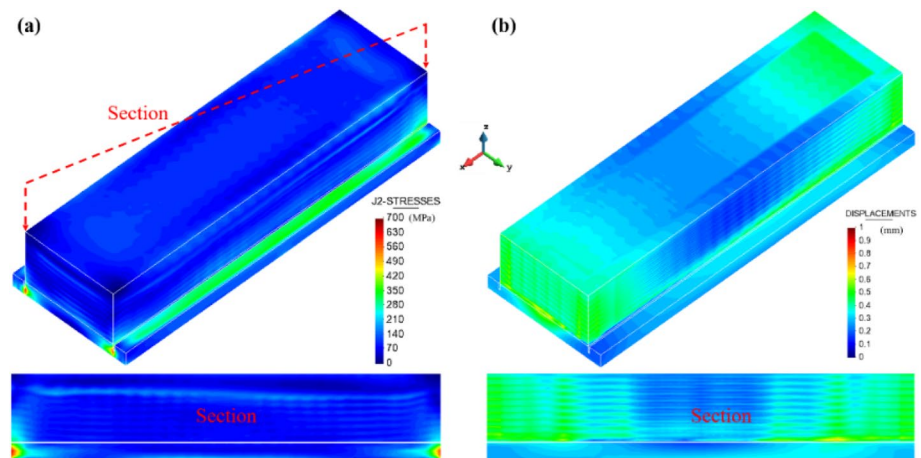 (a)
Section
J2-STRESSES
(MPa)
700
630
560
490
420
350
280
210
140
70
0
Section
z
x
y
(b)
DISPLACEMENTS
(mm)
1
0.9
0.8
0.7
0.6
0.5
0.4
0.3
0.2
0.1
0
Section